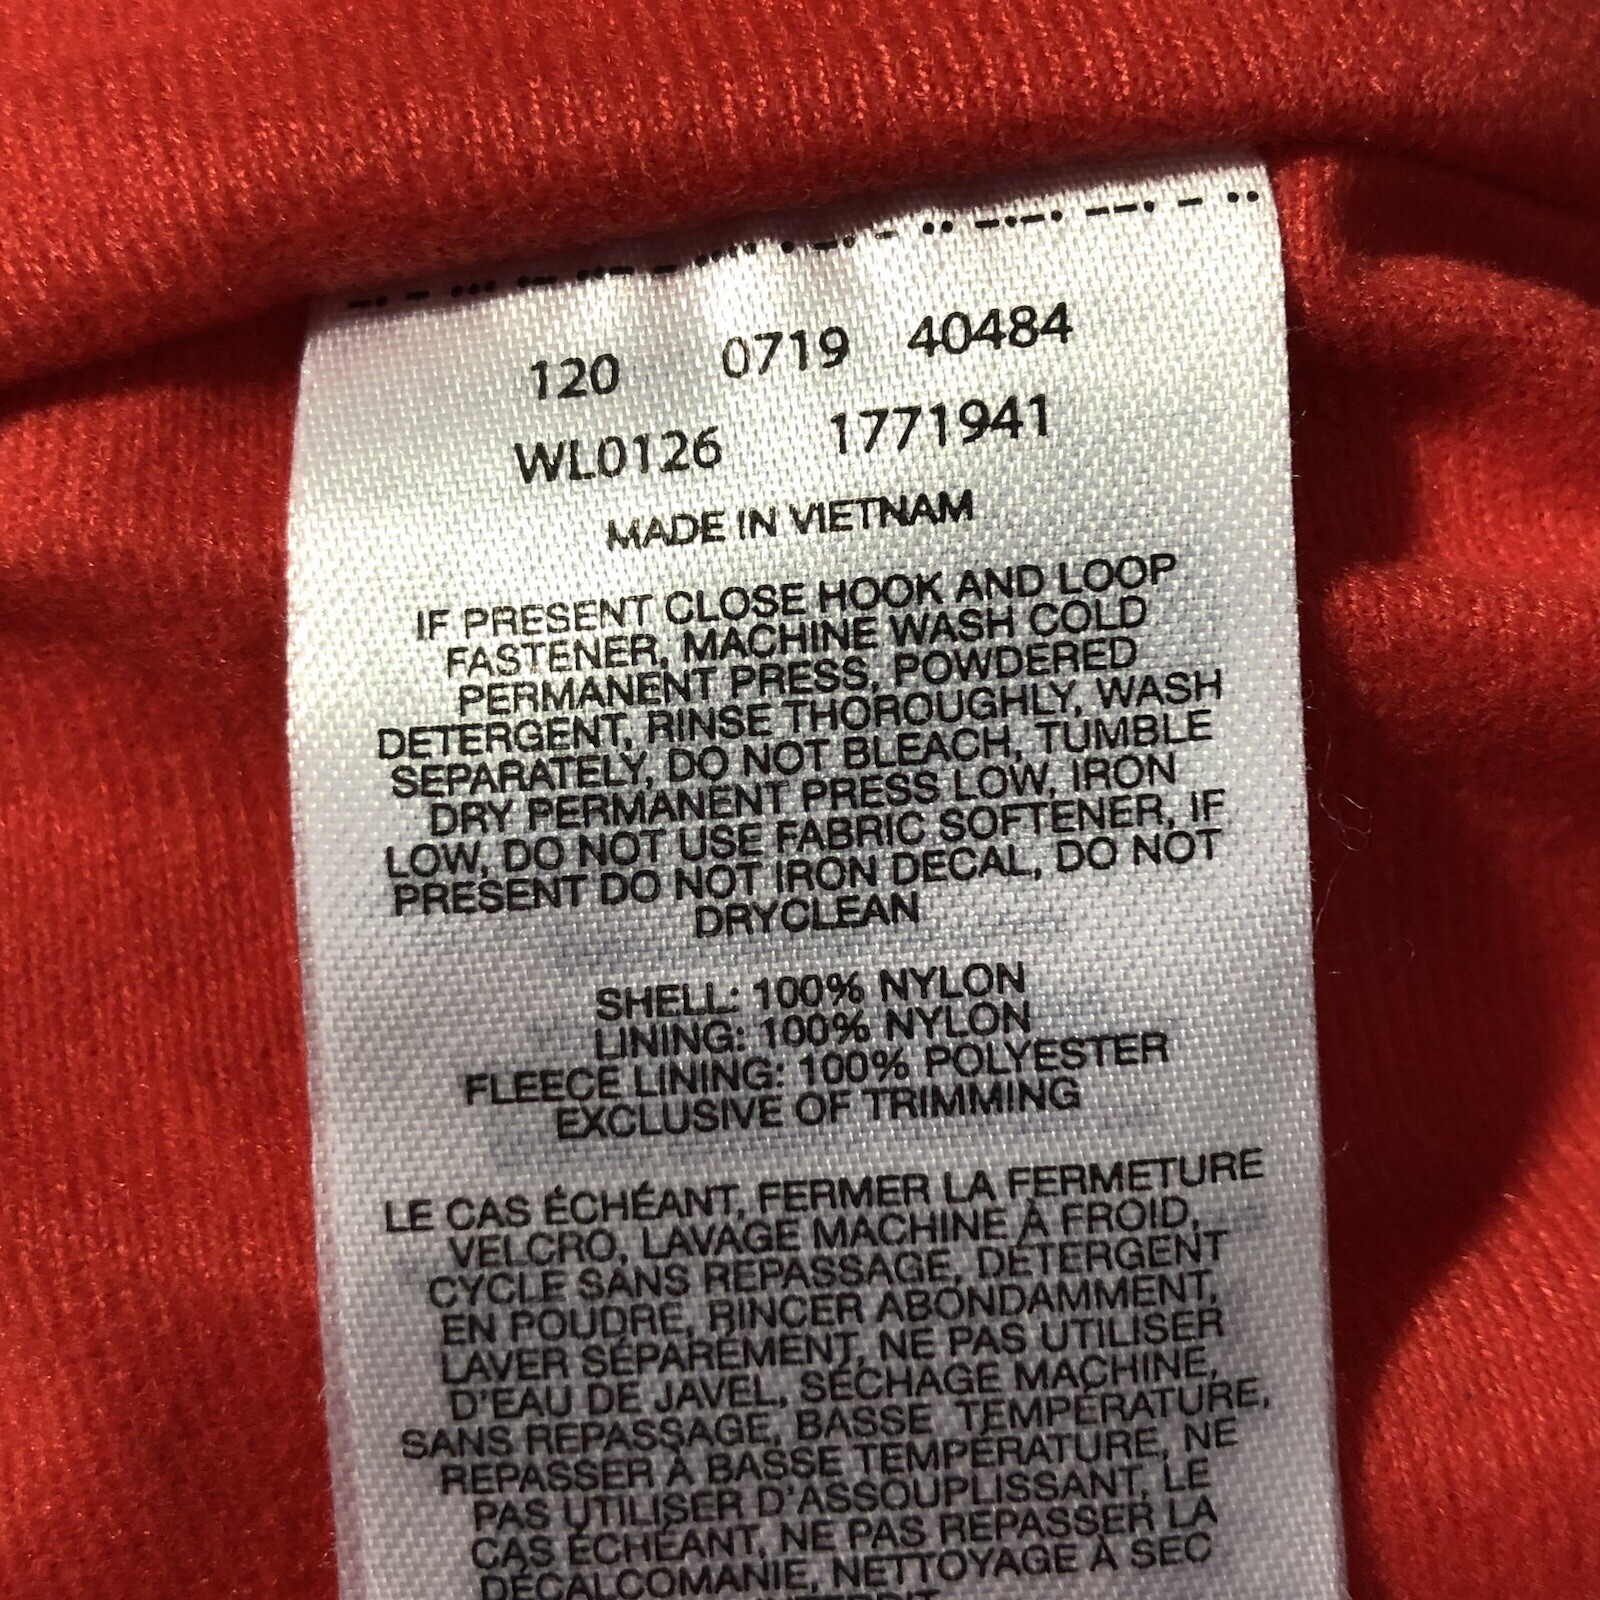 120 0719 40484
WL0126 1771941
MADE IN VIETNAM
IF PRESENT CLOSE HOOK AND LOOP
FASTENER, MACHINE WASH COLD
PERMANENT PRESS, POWDERED
DETERGENT, RINSE THOROUGHLY, WASH
SEPARATELY, DO NOT BLEACH, TUMBLE
DRY PERMANENT PRESS LOW, IRON
LOW, DO NOT USE FABRIC SOFTENER, IF
PRESENT DO NOT IRON DECAL, DO NOT
DRYCLEAN
SHELL: 100% NYLON
LINING: 100% NYLON
FLEECE LINING: 100% POLYESTER
EXCLUSIVE OF TRIMMING
LE CAS ÉCHÉANT, FERMER LA FERMETURE
VELCRO, LAVAGE MACHINE À FROID,
CYCLE SANS REPASSAGE, DÉTERGENT
EN POUDRE, RINCER ABONDAMMENT,
LAVER SÉPARÉMENT, NE PAS UTILISER
D'EAU DE JAVEL, SÉCHAGE MACHINE,
SANS REPASSAGE, BASSE TEMPÉRATURE,
REPASSER À BASSE TEMPÉRATURE, NE
PAS UTILISER D'ASSOUPLISSANT, LE
CAS ÉCHÉANT, NE PAS REPASSER LA
DÉCALCOMANIE, NETTOYAGE À SEC